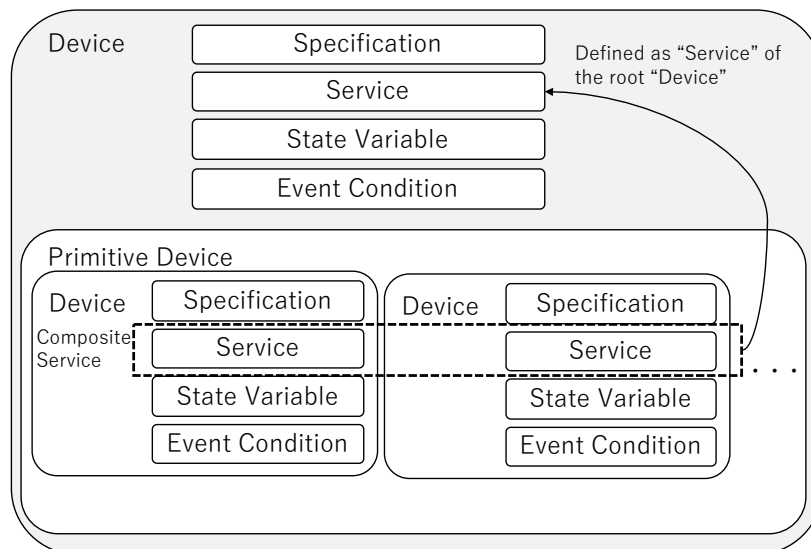 Device
Specification
Service
State Variable
Event Condition
Defined as “Service” of
the root “Device”
Primitive Device
Device
Specification
Composite
Service
Service
State Variable
Event Condition
Device
Specification
Service
State Variable
Event Condition
. . .